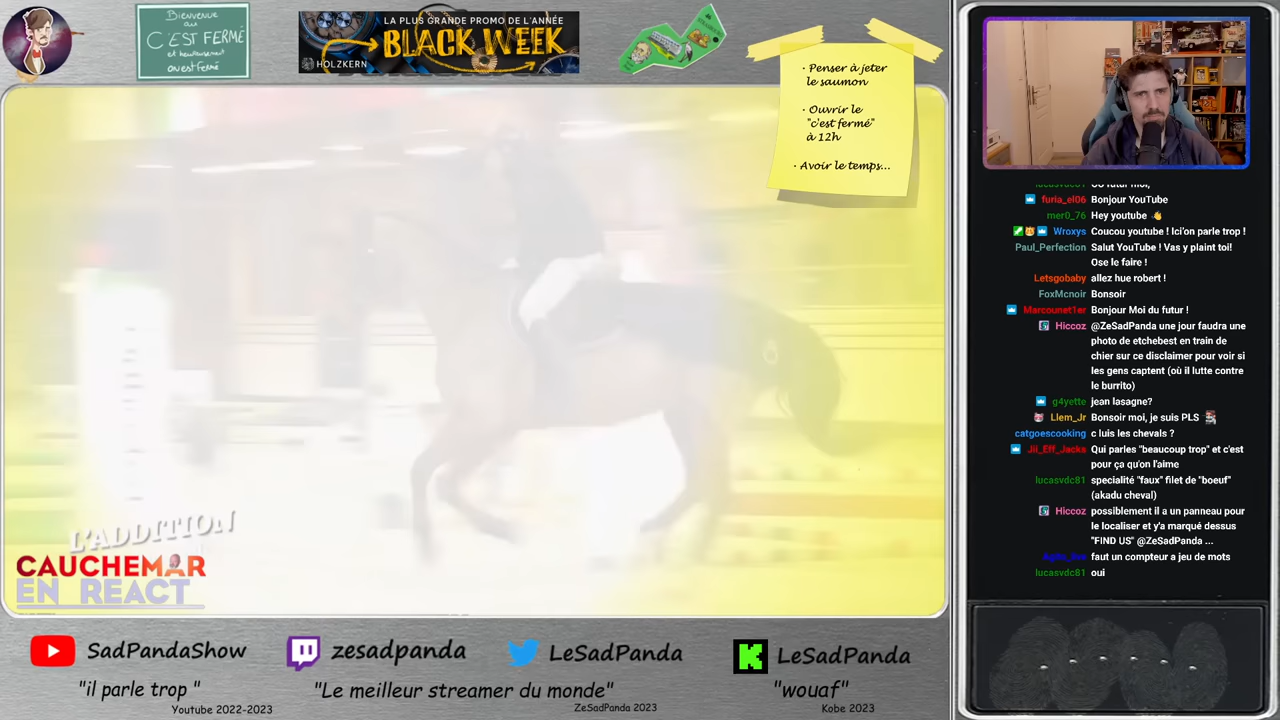 Bienvenue
au
C'EST FERMÉ
et heureusement
on est fermé
LA PLUS GRANDE PROMO DE L'ANNÉE
BLACK WEEK
HOLZKERN
· Penser à jeter
le saumon
· Ouvrir le
"c'est fermé"
à 12h
· Avoir le temps...
L'ADDITION
CAUCHEMAR
EN REACT
furia_el06 Bonjour YouTube
mer0_76 Hey youtube 👋
Wroxys Coucou youtube ! Ici'on parle trop !
Paul_Perfection Salut YouTube ! Vas y plaint toi!
Ose le faire !
Letsgobaby allez hue robert !
FoxMcnoir Bonsoir
Marcounet1er Bonjour Moi du futur !
Hiccoz @ZeSadPanda une jour faudra une
photo de etchebest en train de
chier sur ce disclaimer pour voir si
les gens captent (où il lutte contre
le burrito)
g4yette jean lasagne?
Llem_Jr Bonsoir moi, je suis PLS
catgoescooking c luis les chevals ?
Jii_Eff_Jacks Qui parles "beaucoup trop" et c'est
pour ça qu'on l'aime
lucasvdc81 specialité "faux" filet de "boeuf"
(akadu cheval)
Hiccoz possiblement il a un panneau pour
le localiser et y'a marqué dessus
"FIND US" @ZeSadPanda ...
faut un compteur a jeu de mots
lucasvdc81 oui
SadPandaShow
zesadpanda
LeSadPanda
LeSadPanda
"il parle trop "
Youtube 2022-2023
"Le meilleur streamer du monde"
ZeSadPanda 2023
"wouaf"
Kobe 2023